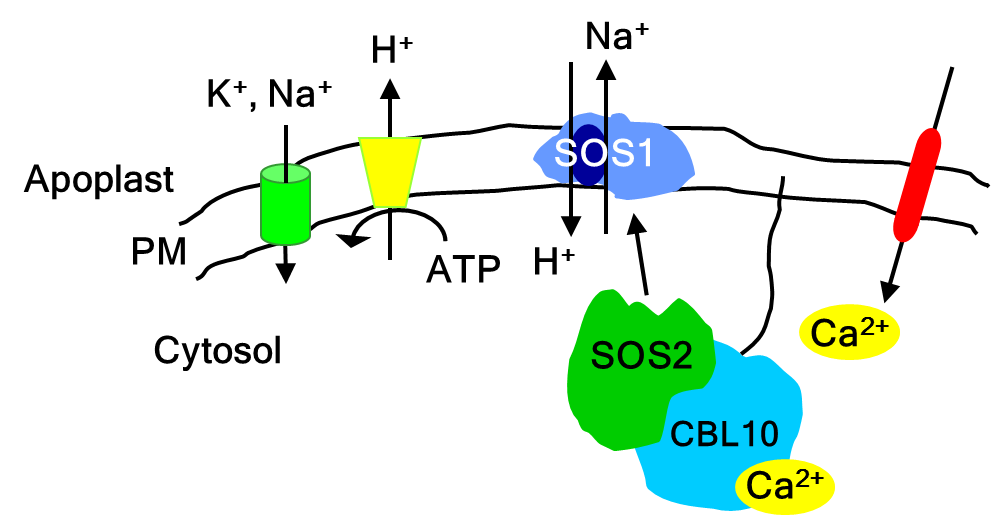 Na⁺
H⁺
K⁺, Na⁺
SOS1
Apoplast
PM
H⁺
ATP
Ca²⁺
Cytosol
SOS2
CBL10
Ca²⁺